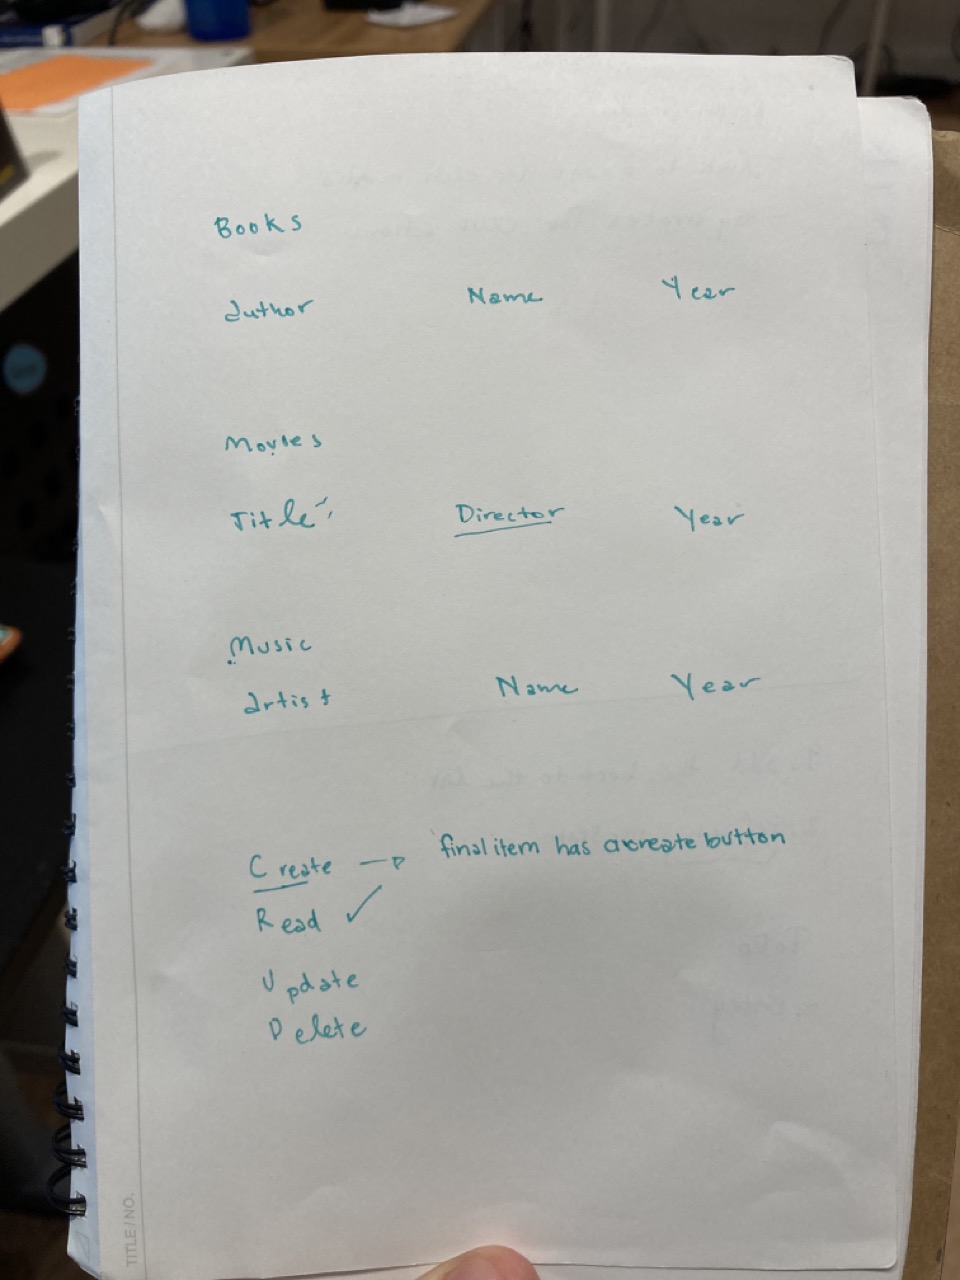 Books
author Name Year
Movies
Title Director Year
Music
artist Name Year
Create → final item has a create button
Read ✓
Update
Delete
TITLE / NO.